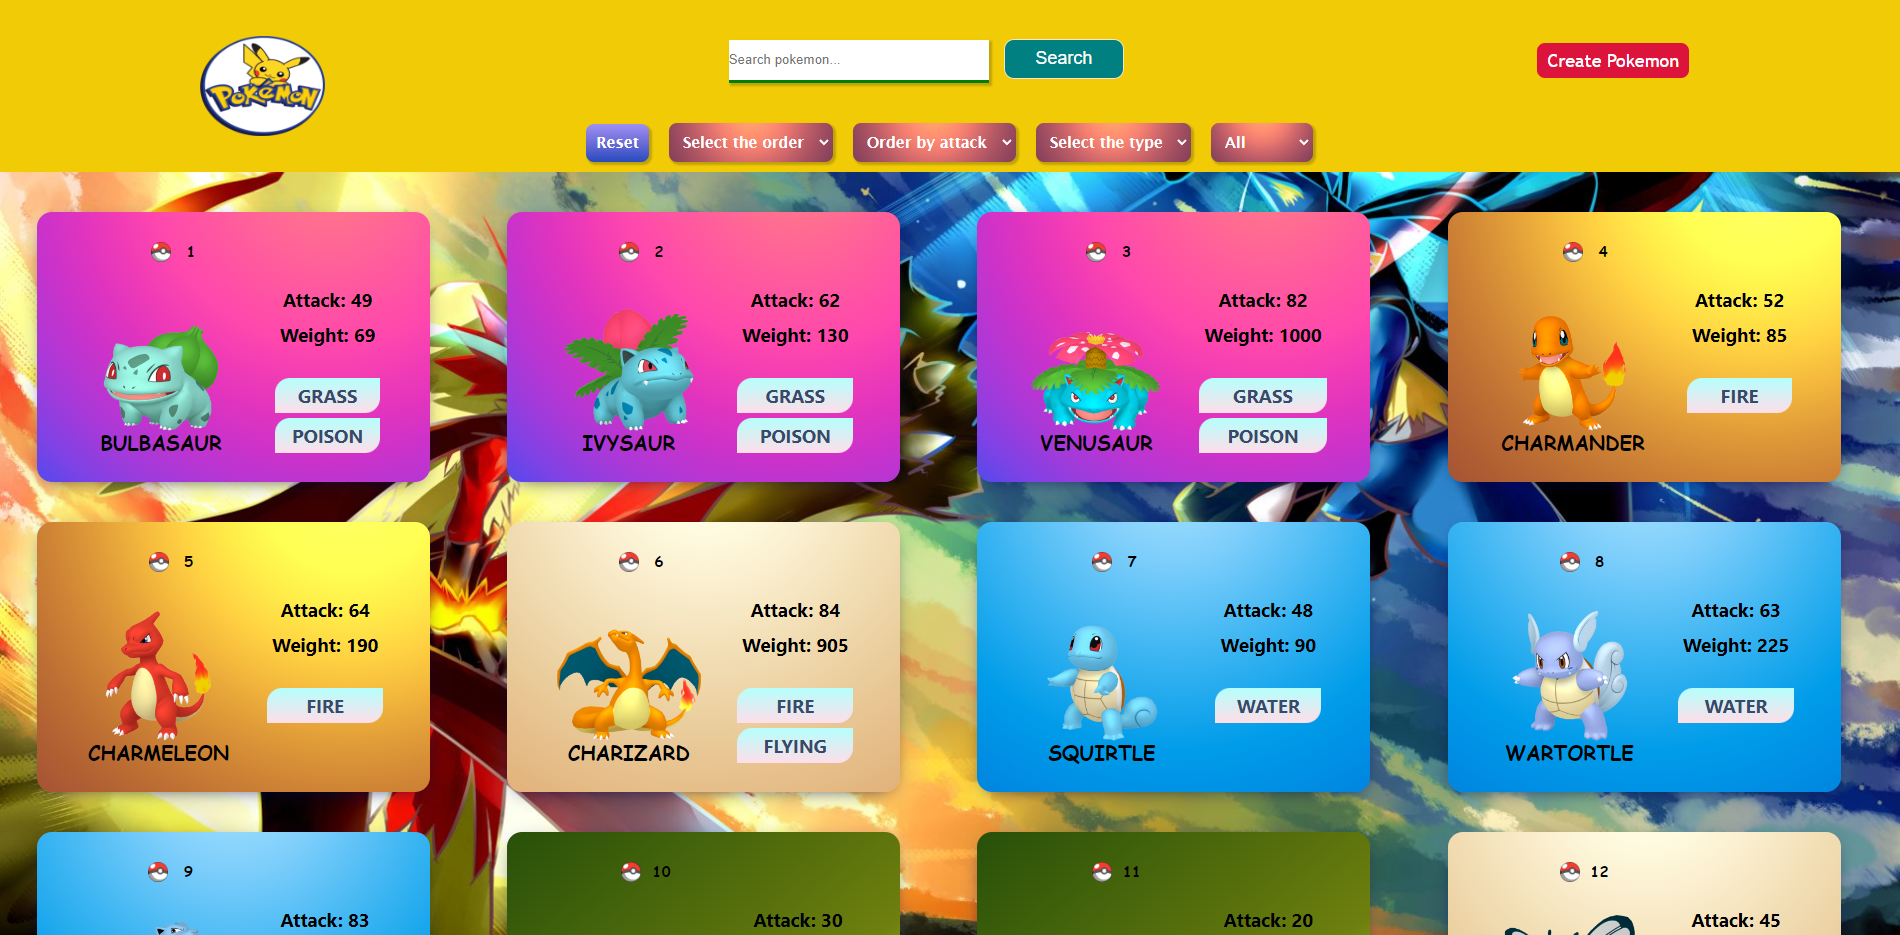 POKéMON
Search pokemon...
Search
Create Pokemon
Reset
Select the order
Order by attack
Select the type
All
1
Attack: 49
Weight: 69
GRASS
POISON
BULBASAUR
2
Attack: 62
Weight: 130
GRASS
POISON
IVYSAUR
3
Attack: 82
Weight: 1000
GRASS
POISON
VENUSAUR
4
Attack: 52
Weight: 85
FIRE
CHARMANDER
5
Attack: 64
Weight: 190
FIRE
CHARMELEON
6
Attack: 84
Weight: 905
FIRE
FLYING
CHARIZARD
7
Attack: 48
Weight: 90
WATER
SQUIRTLE
8
Attack: 63
Weight: 225
WATER
WARTORTLE
9
Attack: 83
10
Attack: 30
11
Attack: 20
12
Attack: 45